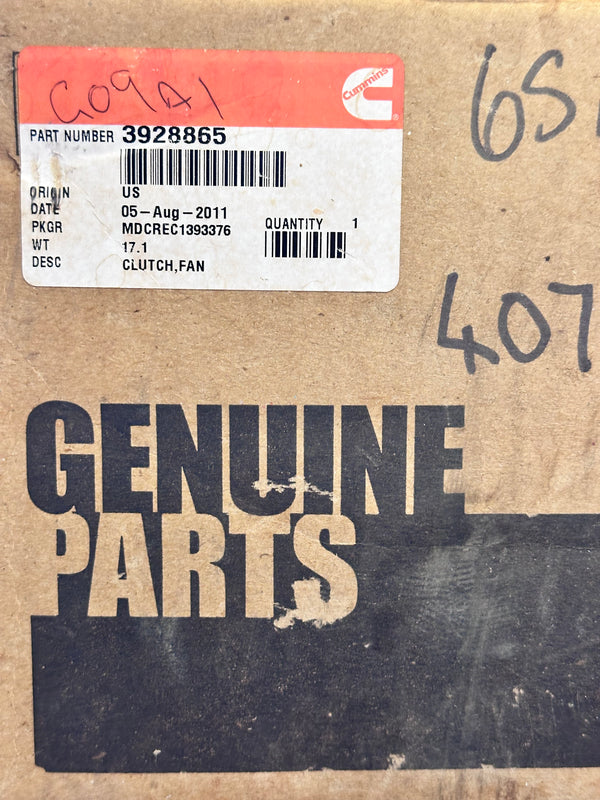 G09A1
Cummins
PART NUMBER 3928865
ORIGIN US
DATE 05-Aug-2011
PKGR MDCREC1393376
QUANTITY 1
WT 17.1
DESC CLUTCH,FAN
6S
407
GENUINE
PARTS